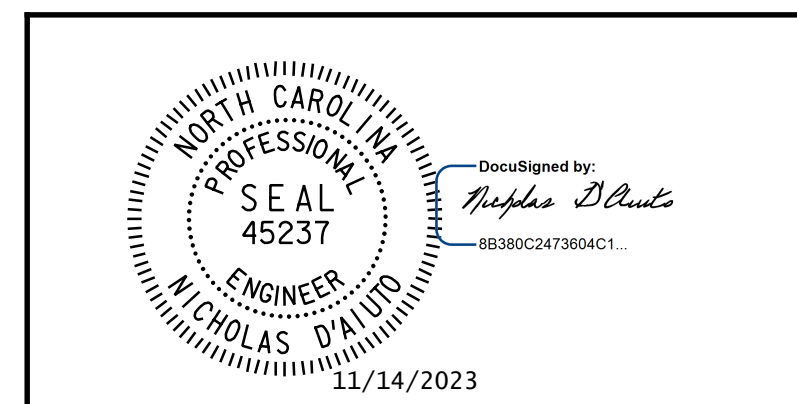 NORTH CAROLINA
PROFESSIONAL
SEAL
45237
ENGINEER
NICHOLAS D'AIUTO
DocuSigned by:
Nicholas D'Aiuto
8B380C2473604C1...
11/14/2023